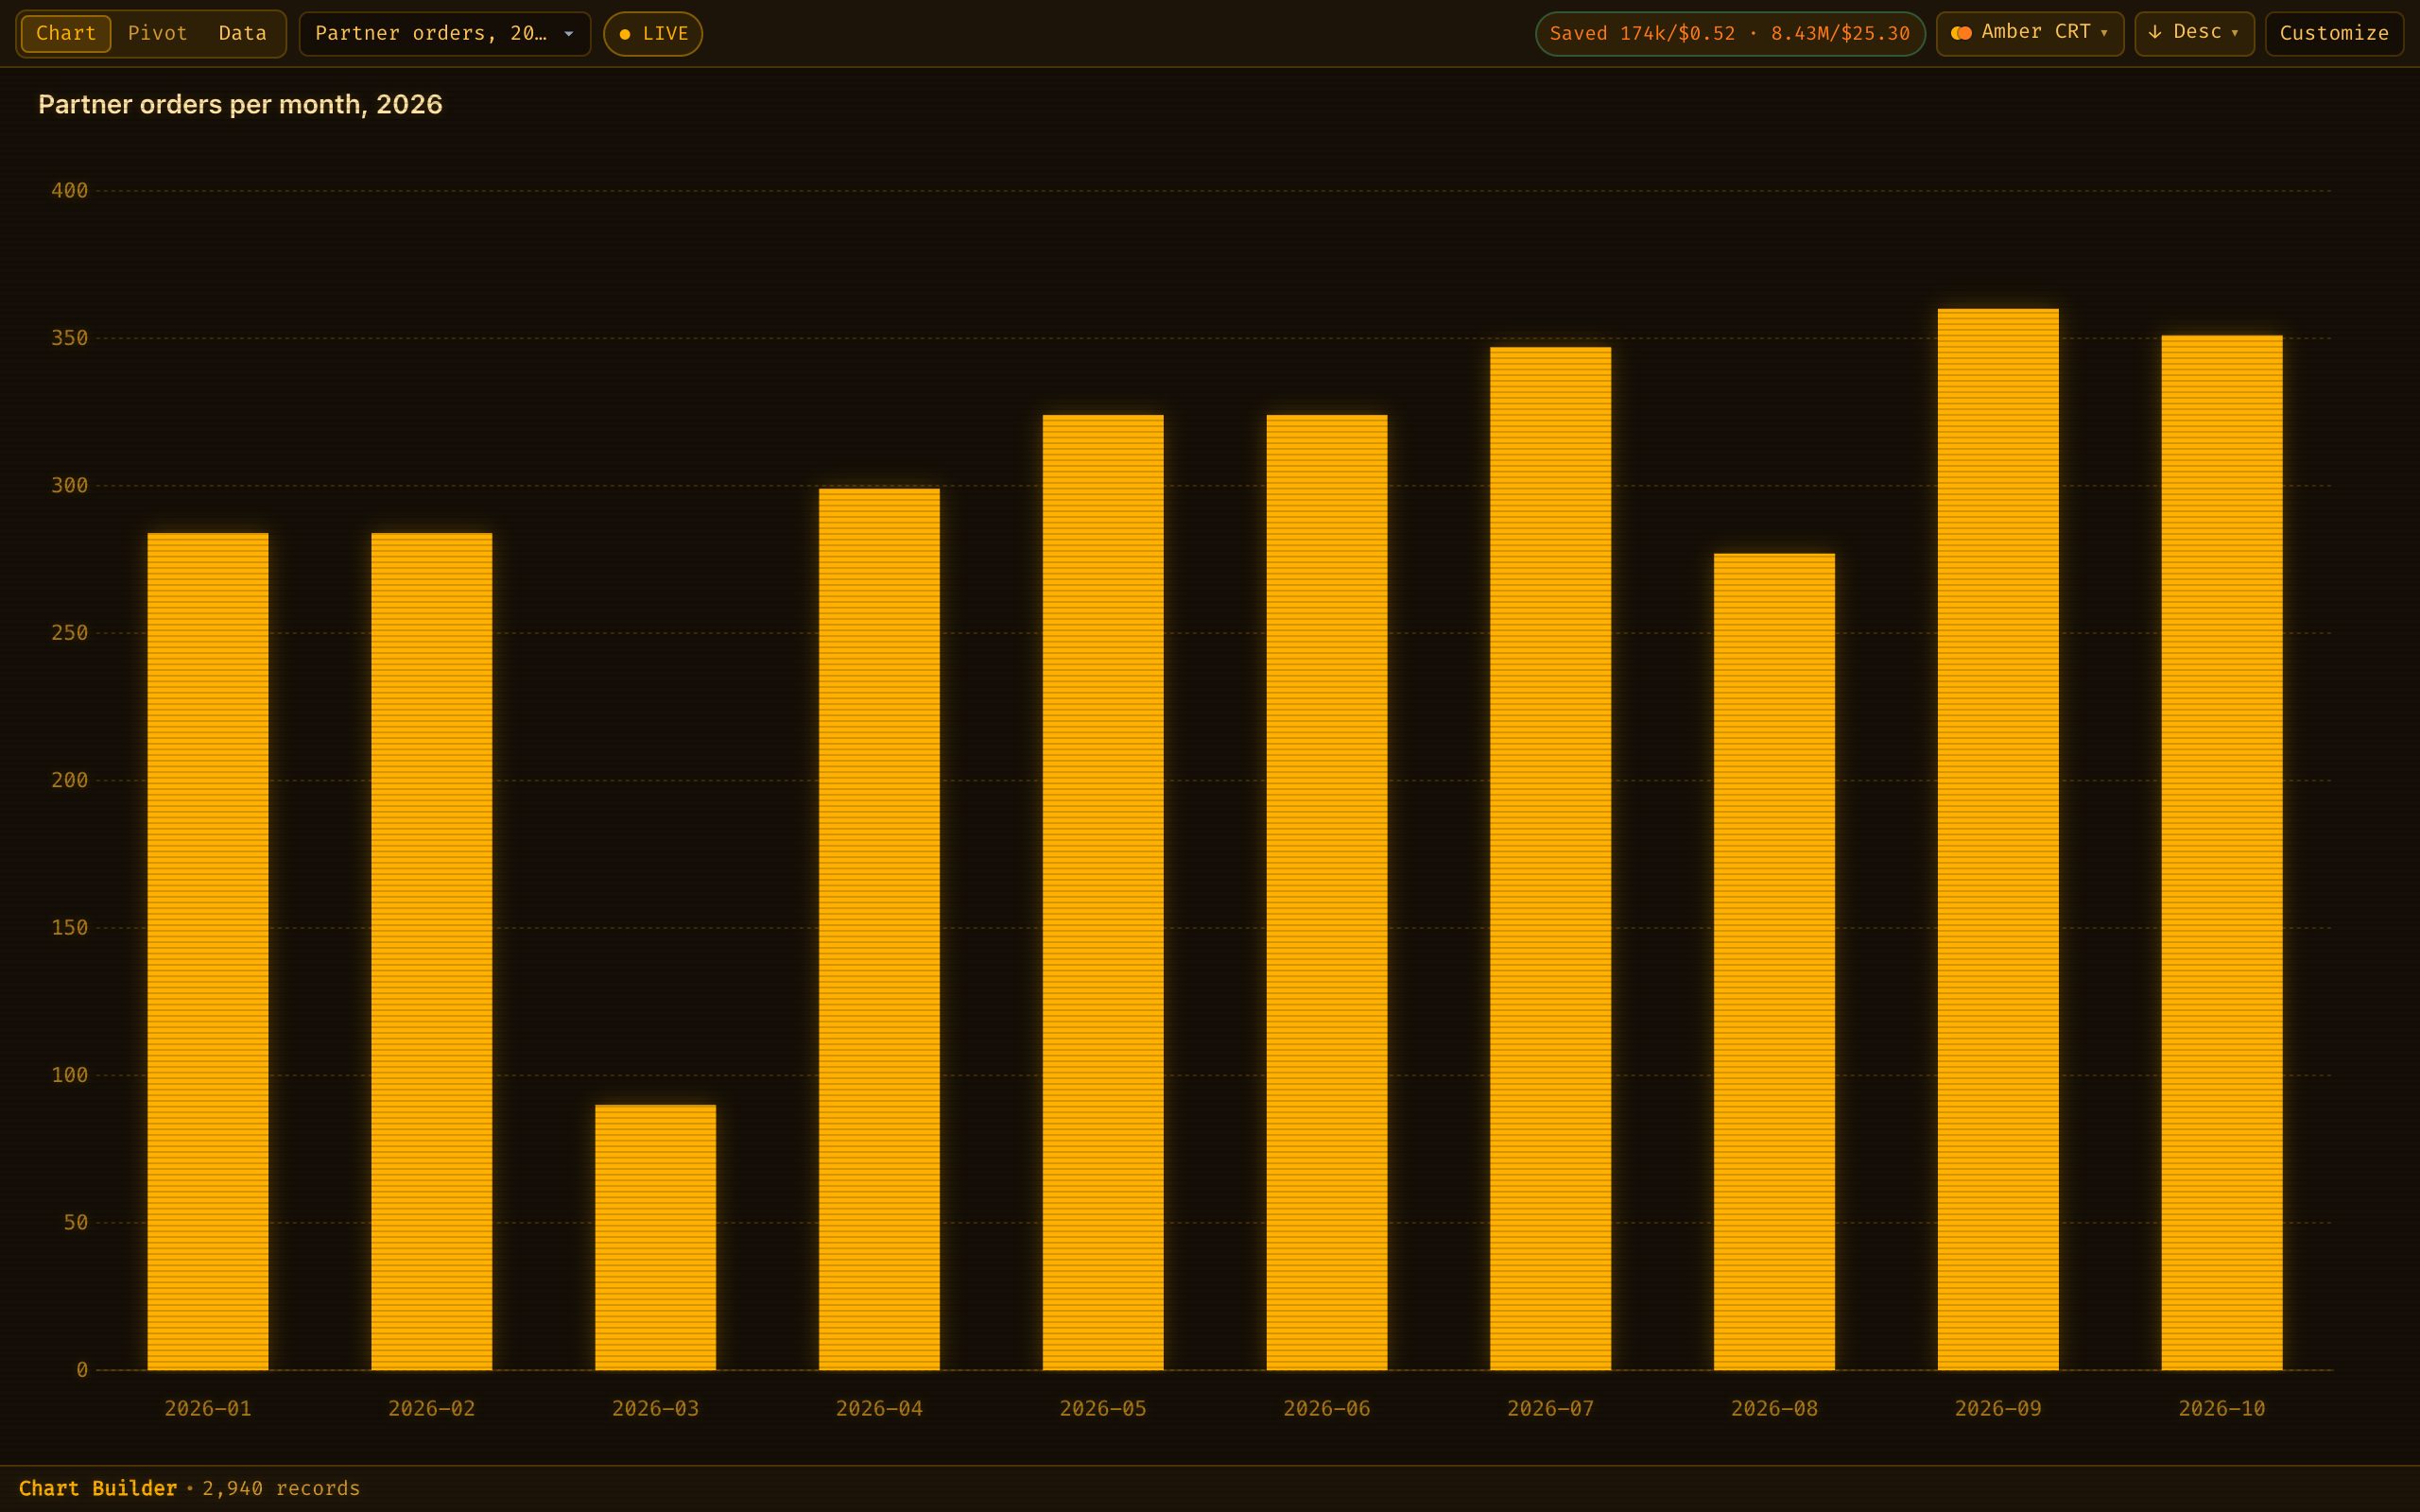 Chart Pivot Data Partner orders, 20… LIVE Saved 174k/$0.52 · 8.43M/$25.30 Amber CRT Desc Customize
Partner orders per month, 2026
400
350
300
250
200
150
100
50
0
2026-01 2026-02 2026-03 2026-04 2026-05 2026-06 2026-07 2026-08 2026-09 2026-10
Chart Builder • 2,940 records